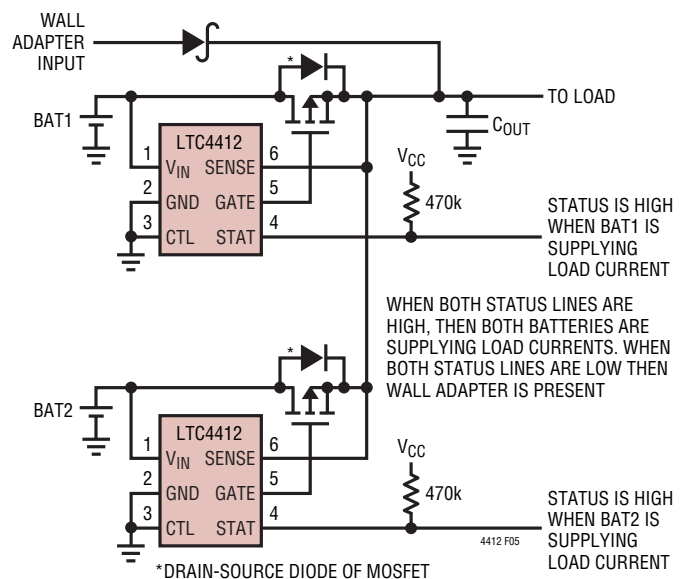 WALL
ADAPTER
INPUT
*
BAT1
TO LOAD
COUT
LTC4412
1 VIN SENSE 6
2 GND GATE 5
3 CTL STAT 4
VCC
470k
STATUS IS HIGH
WHEN BAT1 IS
SUPPLYING
LOAD CURRENT
WHEN BOTH STATUS LINES ARE
HIGH, THEN BOTH BATTERIES ARE
SUPPLYING LOAD CURRENTS. WHEN
BOTH STATUS LINES ARE LOW THEN
WALL ADAPTER IS PRESENT
*
BAT2
LTC4412
1 VIN SENSE 6
2 GND GATE 5
3 CTL STAT 4
VCC
470k
STATUS IS HIGH
WHEN BAT2 IS
SUPPLYING
LOAD CURRENT
4412 F05
*DRAIN-SOURCE DIODE OF MOSFET